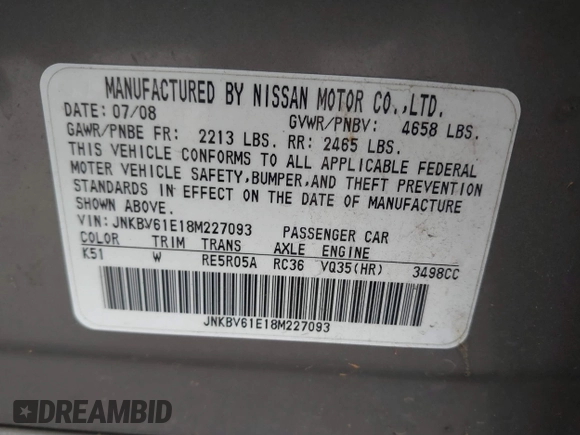 MANUFACTURED BY NISSAN MOTOR CO.,LTD.
DATE: 07/08 GVWR/PNBV: 4658 LBS.
GAWR/PNBE FR: 2213 LBS. RR: 2465 LBS.
THIS VEHICLE CONFORMS TO ALL APPLICABLE FEDERAL
MOTER VEHICLE SAFETY,BUMPER,AND THEFT PREVENTION
STANDARDS IN EFFECT ON THE DATE OF MANUFACTURE
SHOWN ABOVE.
VIN: JNKBV61E18M227093 PASSENGER CAR
COLOR TRIM TRANS AXLE ENGINE
K51 W RE5R05A RC36 VQ35(HR) 3498CC
JNKBV61E18M227093
DREAMBID